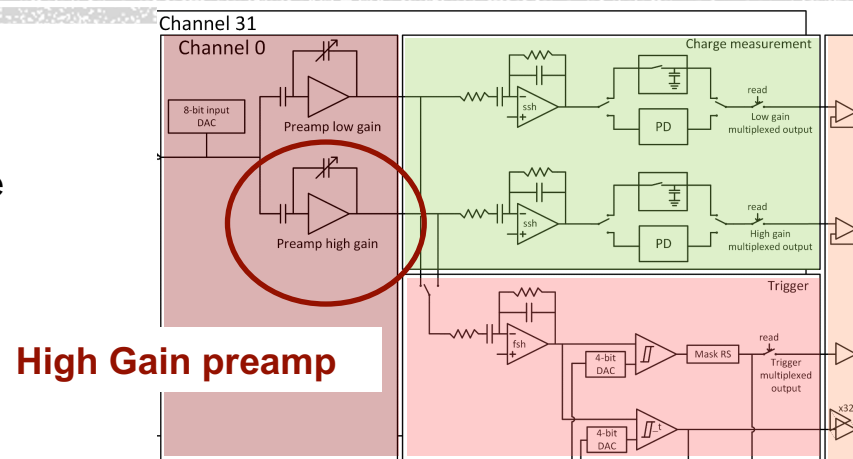 Channel 31
Channel 0
Charge measurement
8-bit input
DAC
Preamp low gain
ssh
PD
read
Low gain
multiplexed output
e
Preamp high gain
ssh
PD
read
High gain
multiplexed output
Trigger
High Gain preamp
fsh
4-bit
DAC
Mask RS
read
Trigger
multiplexed
output
x32
4-bit
DAC
_t